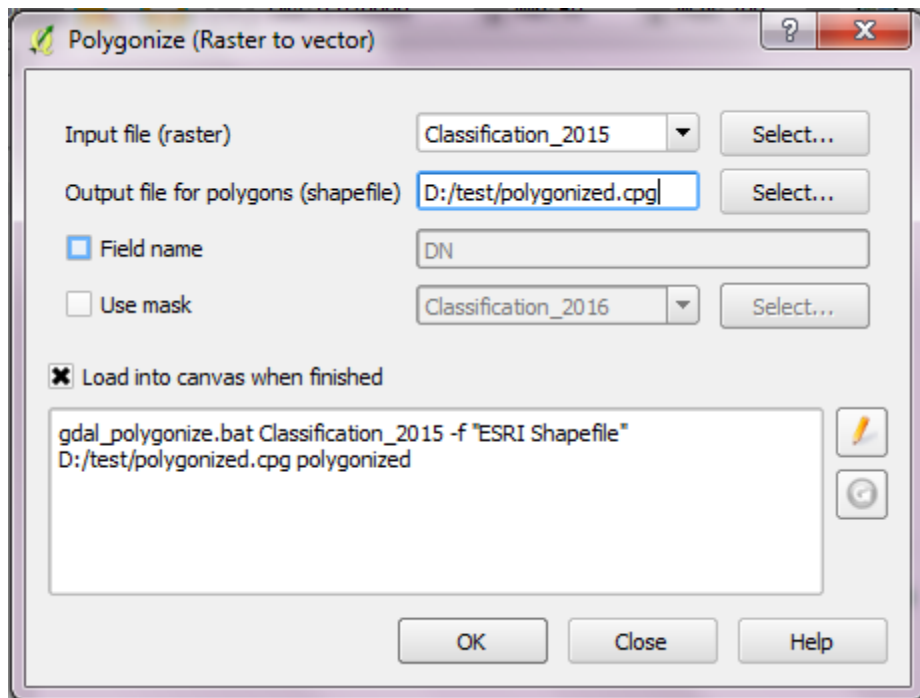 Polygonize (Raster to vector)
Input file (raster) Classification_2015 Select...
Output file for polygons (shapefile) D:/test/polygonized.cpg Select...
Field name DN
Use mask Classification_2016 Select...
Load into canvas when finished
gdal_polygonize.bat Classification_2015 -f "ESRI Shapefile"
D:/test/polygonized.cpg polygonized
OK Close Help